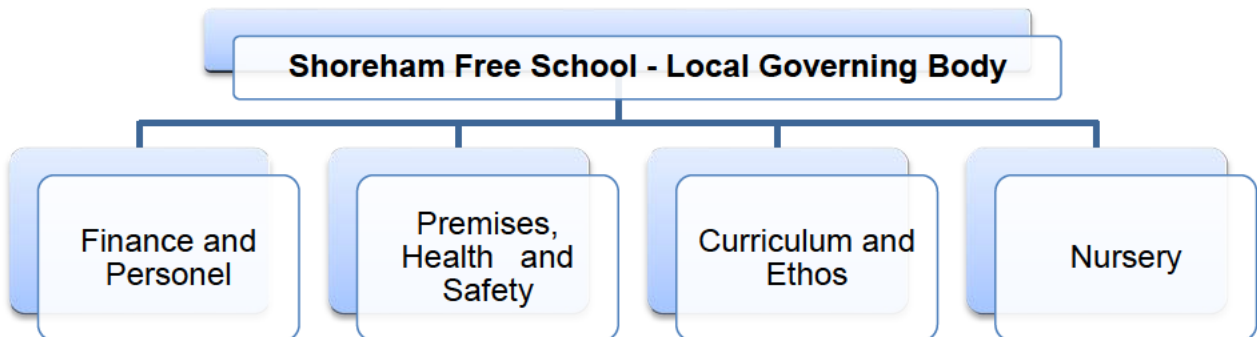 Shoreham Free School - Local Governing Body
Finance and
Personel
Premises,
Health and
Safety
Curriculum and
Ethos
Nursery